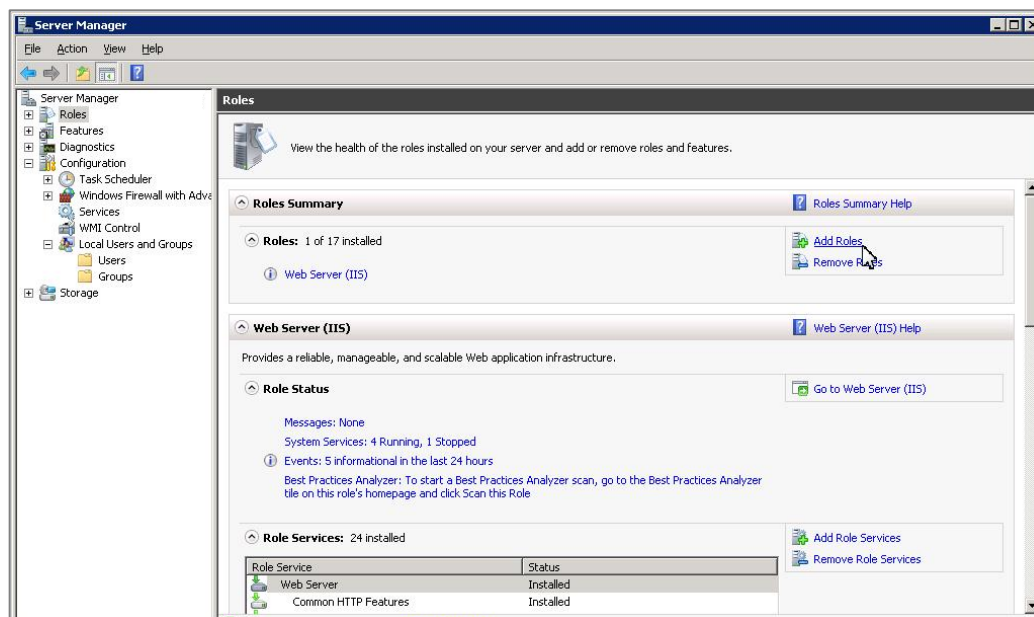 Server Manager
File Action View Help
Server Manager
Roles
Features
Diagnostics
Configuration
Task Scheduler
Windows Firewall with Adva
Services
WMI Control
Local Users and Groups
Users
Groups
Storage
Roles
View the health of the roles installed on your server and add or remove roles and features.
Roles Summary
Roles Summary Help
Roles: 1 of 17 installed
Add Roles
Web Server (IIS)
Remove Roles
Web Server (IIS)
Web Server (IIS) Help
Provides a reliable, manageable, and scalable Web application infrastructure.
Role Status
Go to Web Server (IIS)
Messages: None
System Services: 4 Running, 1 Stopped
Events: 5 informational in the last 24 hours
Best Practices Analyzer: To start a Best Practices Analyzer scan, go to the Best Practices Analyzer
tile on this role's homepage and click Scan this Role
Role Services: 24 installed
Add Role Services
Remove Role Services
Role Service Status
Web Server Installed
Common HTTP Features Installed